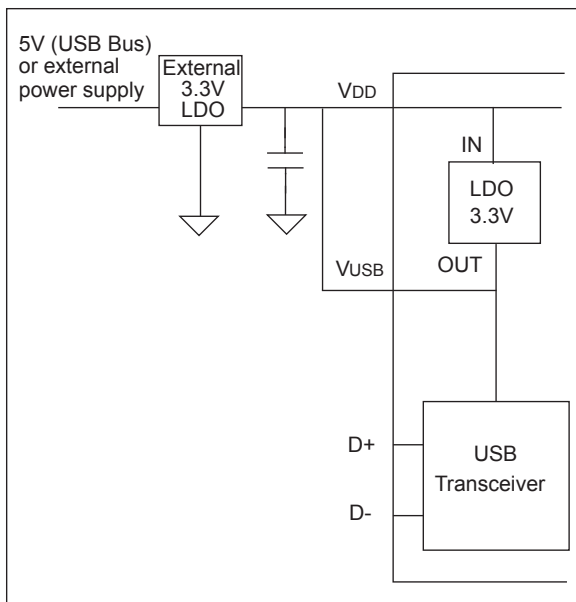 5V (USB Bus)
or external
power supply
External
3.3V
LDO
VDD
IN
LDO
3.3V
OUT
VUSB
D+
D-
USB
Transceiver